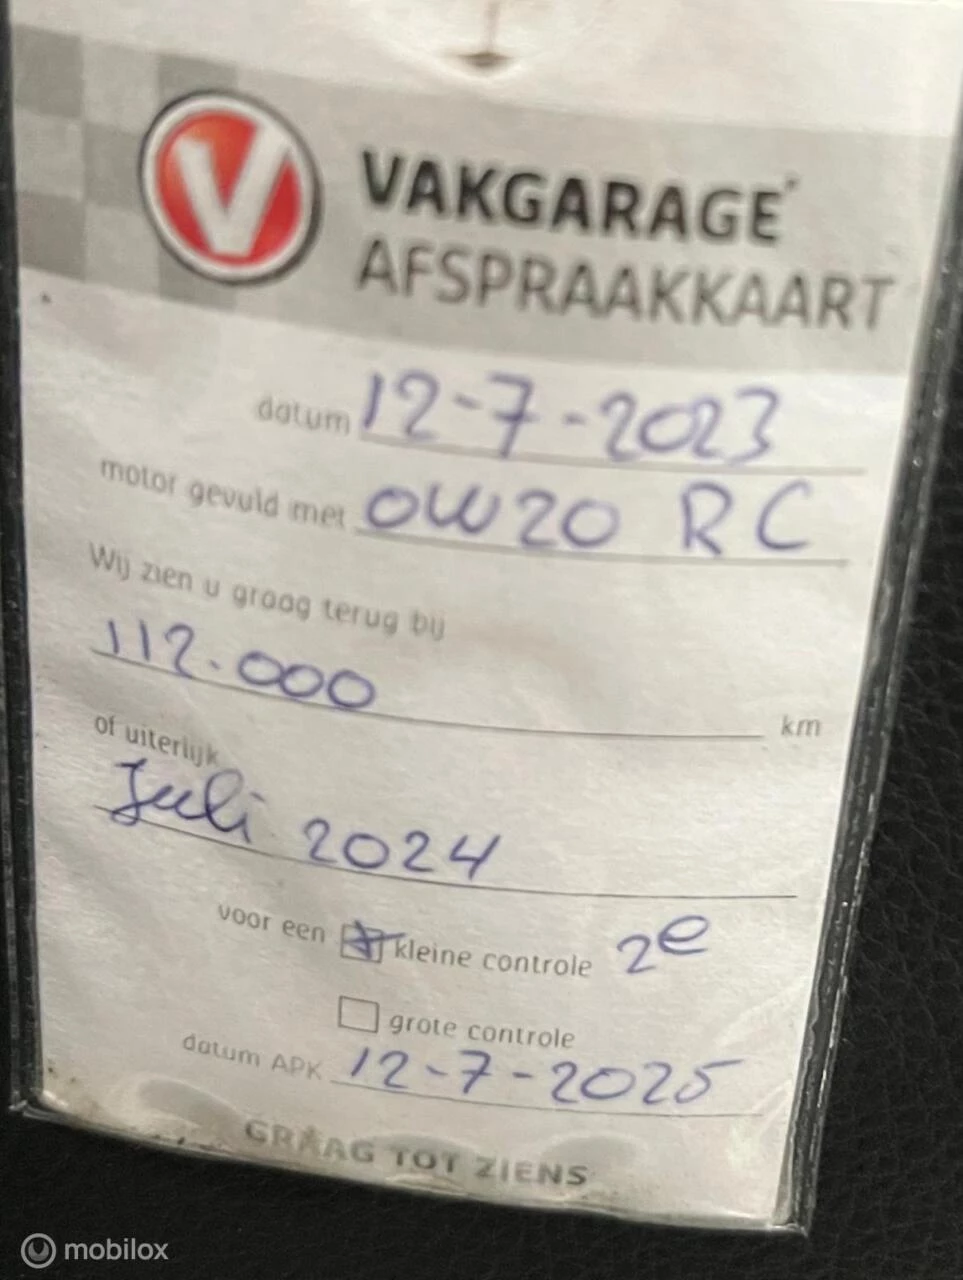 V
VAKGARAGE
AFSPRAAKKAART
datum 12-7-2023
motor gevuld met 0W20 RC
Wij zien u graag terug bij
112.000 km
of uiterlijk
Juli 2024
voor een kleine controle 2e
grote controle
datum APK 12-7-2025
GRAAG TOT ZIENS
mobilox